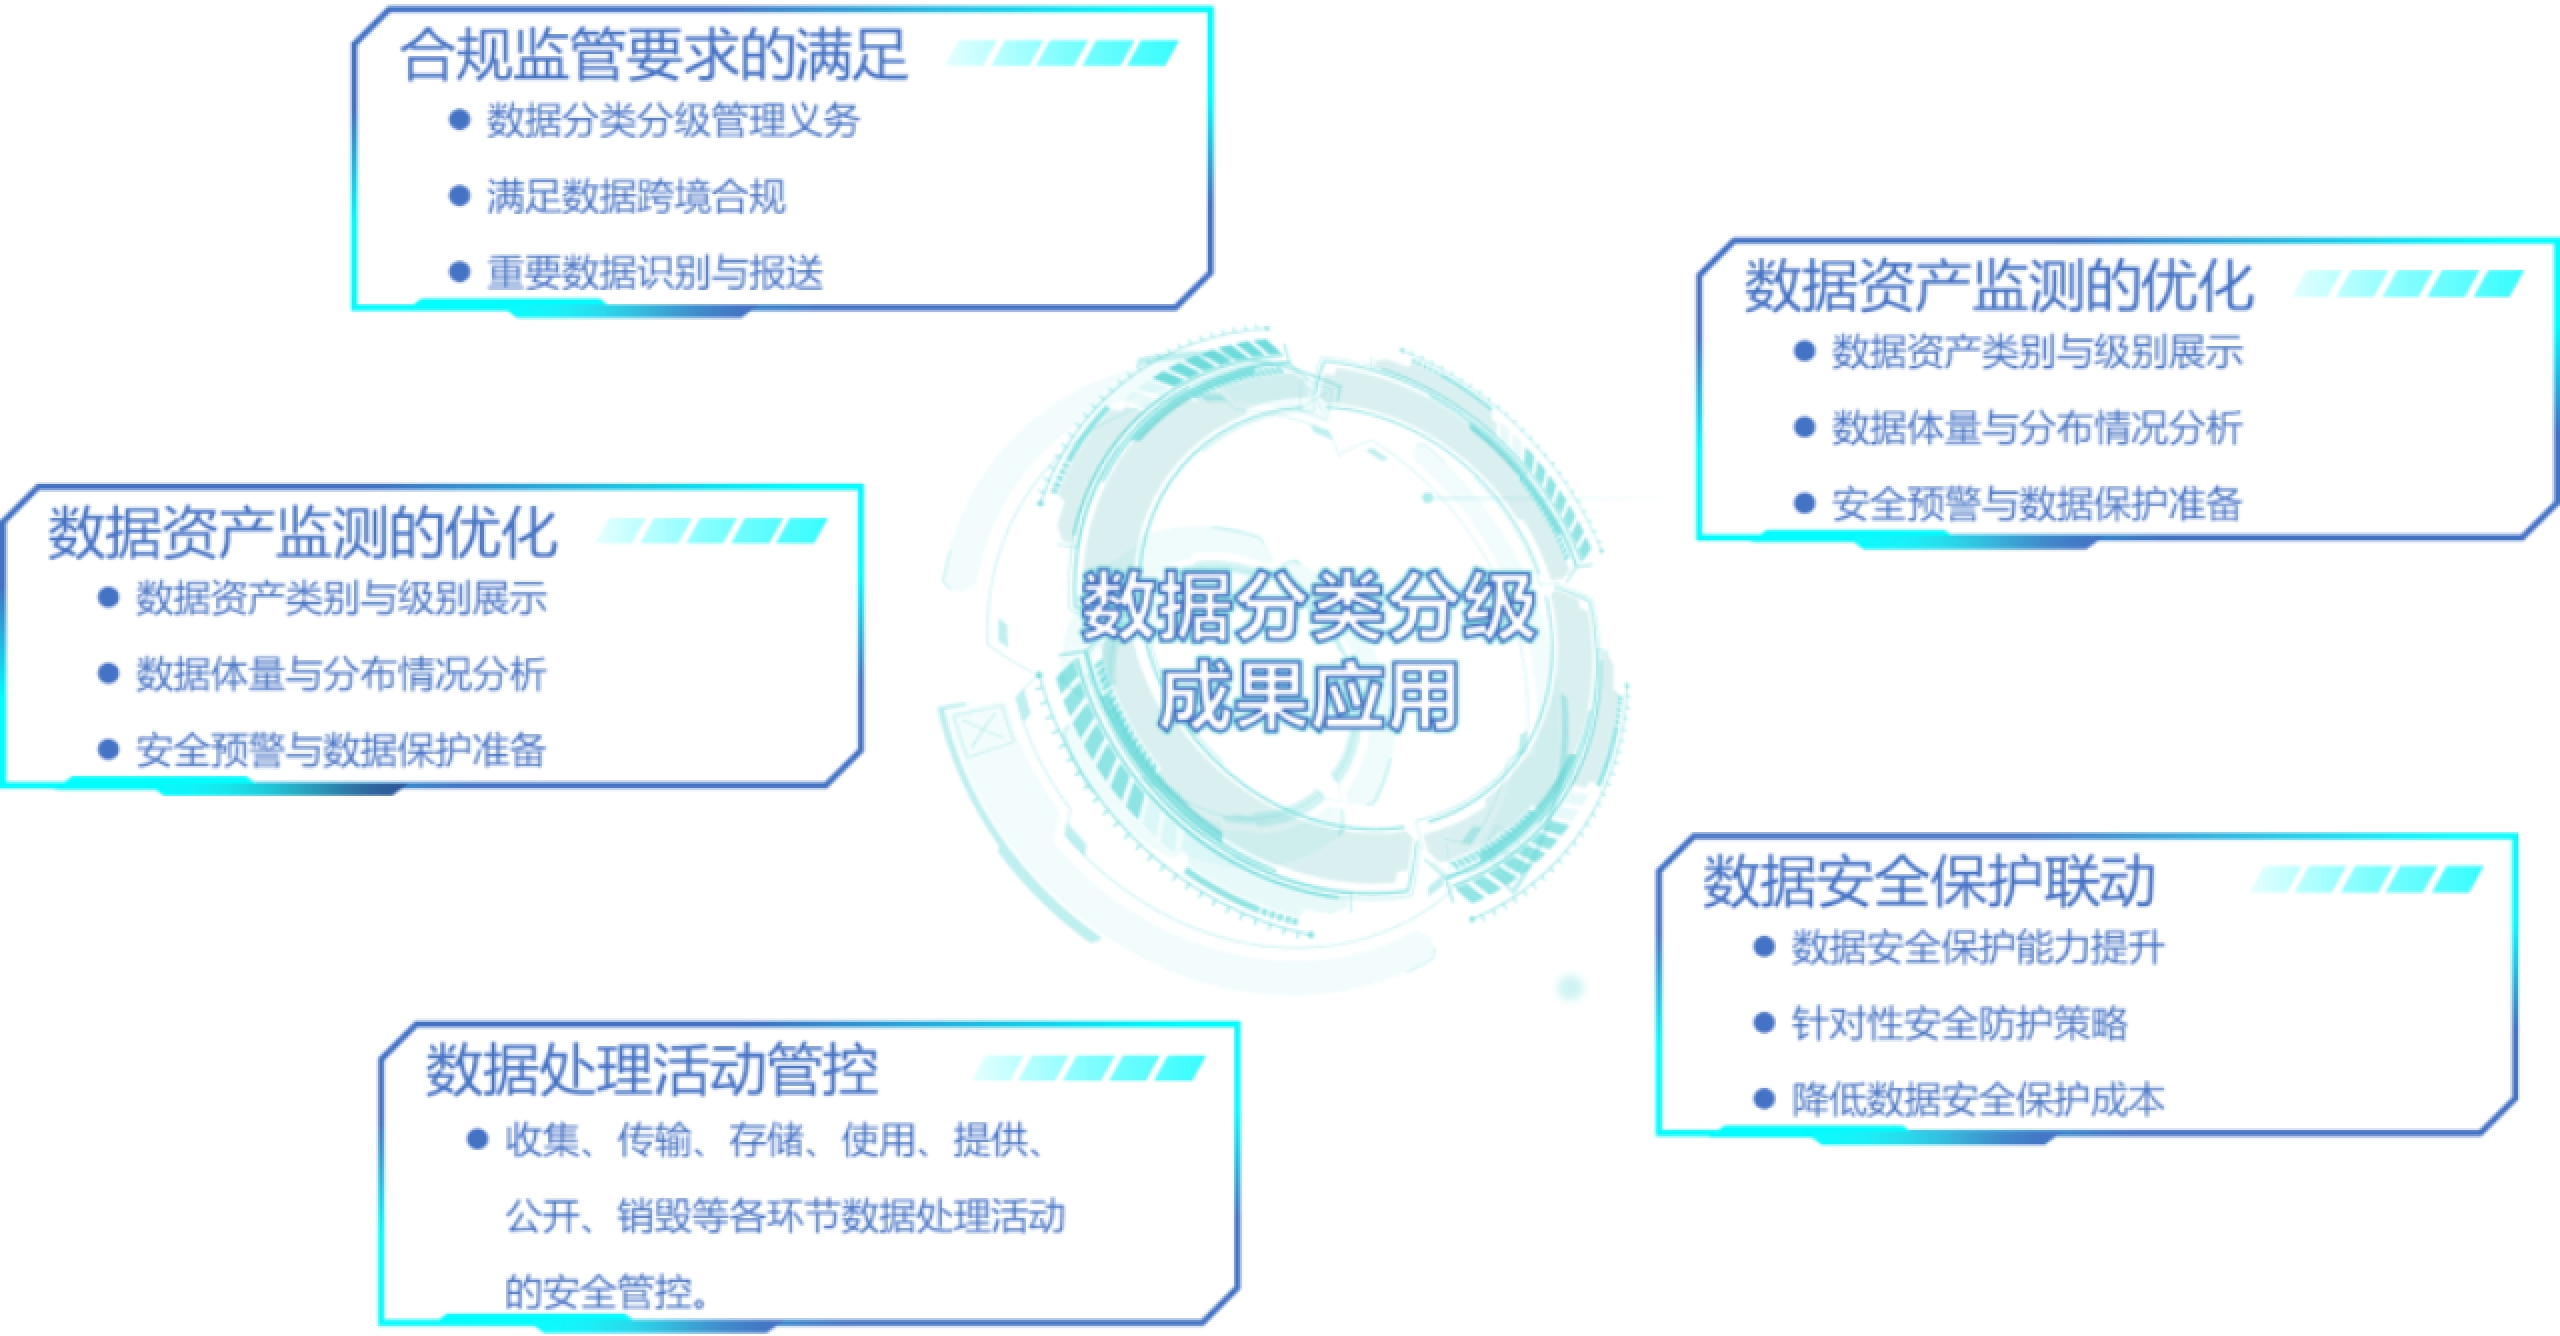 合规监管要求的满足
数据分类分级管理义务
满足数据跨境合规
重要数据识别与报送
数据资产监测的优化
数据资产类别与级别展示
数据体量与分布情况分析
安全预警与数据保护准备
数据资产监测的优化
数据资产类别与级别展示
数据体量与分布情况分析
安全预警与数据保护准备
数据分类分级
成果应用
数据安全保护联动
数据安全保护能力提升
针对性安全防护策略
降低数据安全保护成本
数据处理活动管控
收集、传输、存储、使用、提供、
公开、销毁等各环节数据处理活动
的安全管控。